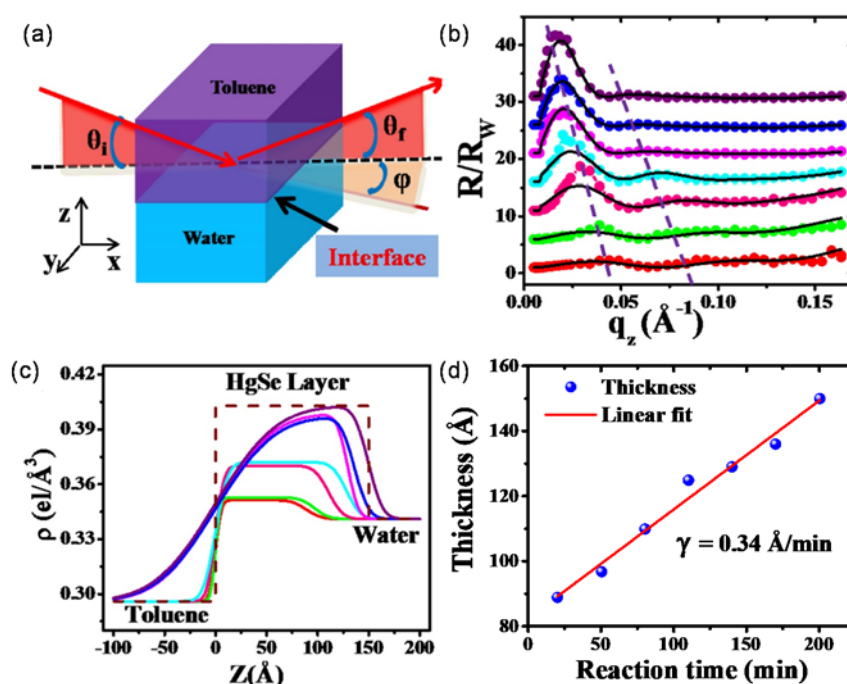 (a)
Toluene
θi
θf
φ
z
y
x
Water
Interface
(b)
40
30
20
10
0
R/RW
0.00 0.05 0.10 0.15
qz (Å-1)
(c)
0.42
0.39
0.36
0.33
0.30
ρ (el/Å3)
HgSe Layer
Water
Toluene
-100 -50 0 50 100 150 200
Z(Å)
(d)
160
140
120
100
80
Thickness (Å)
Thickness
Linear fit
γ = 0.34 Å/min
0 50 100 150 200
Reaction time (min)